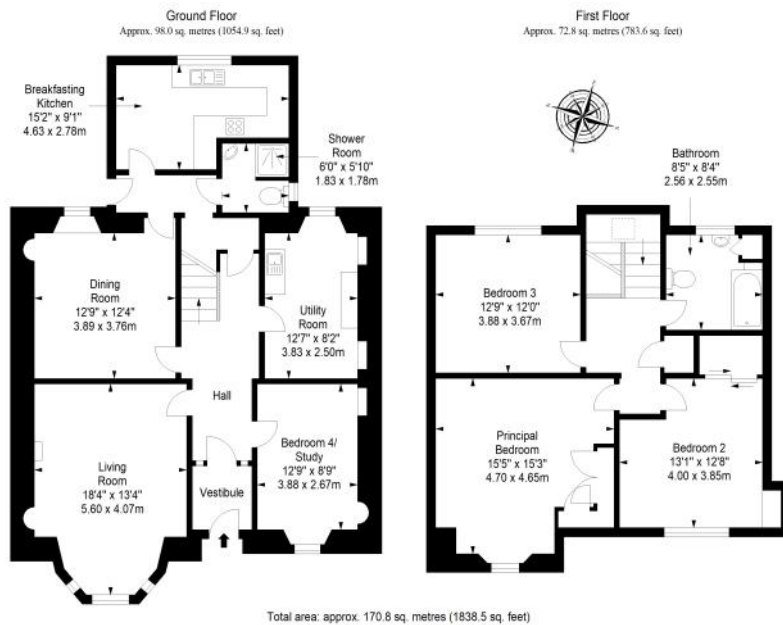 Ground Floor
Approx. 98.0 sq. metres (1054.9 sq. feet)
First Floor
Approx. 72.8 sq. metres (783.6 sq. feet)
Breakfasting
Kitchen
15'2" x 9'1"
4.63 x 2.78m
Shower
Room
6'0" x 5'10"
1.83 x 1.78m
Dining
Room
12'9" x 12'4"
3.89 x 3.76m
Utility
Room
12'7" x 8'2"
3.83 x 2.50m
Hall
Living
Room
18'4" x 13'4"
5.60 x 4.07m
Bedroom 4/
Study
12'9" x 8'9"
3.88 x 2.67m
Vestibule
Bathroom
8'5" x 8'4"
2.56 x 2.55m
Bedroom 3
12'9" x 12'0"
3.88 x 3.67m
Principal
Bedroom
15'5" x 15'3"
4.70 x 4.65m
Bedroom 2
13'1" x 12'8"
4.00 x 3.85m
Total area: approx. 170.8 sq. metres (1838.5 sq. feet)